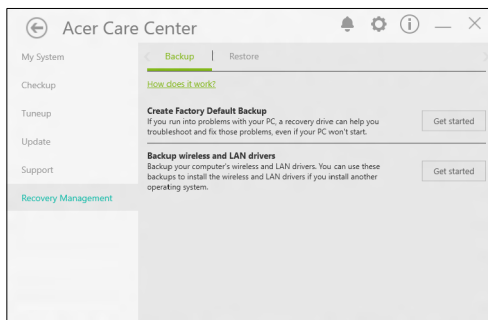 Acer Care Center
My System
Checkup
Tuneup
Update
Support
Recovery Management
Backup
Restore
How does it work?
Create Factory Default Backup
If you run into problems with your PC, a recovery drive can help you
troubleshoot and fix those problems, even if your PC won't start.
Get started
Backup wireless and LAN drivers
Backup your computer's wireless and LAN drivers. You can use these
backups to install the wireless and LAN drivers if you install another
operating system.
Get started